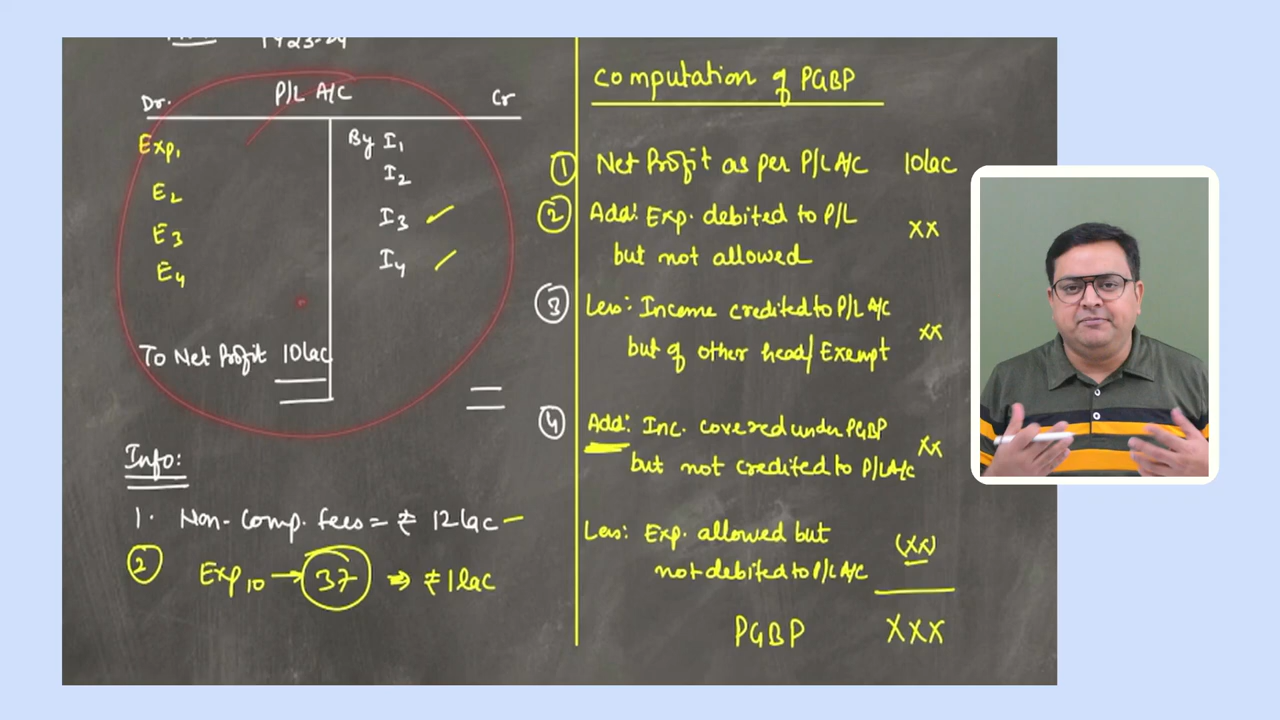 P/L A/C
Dr.
Cr
Exp₁
E₂
E₃
E₄
To Net Profit 10lac
By I₁
I₂
I₃
I₄
Info:
1. Non-Comp. fees = ₹ 12lac
② Exp₁₀ → 37 ⇒ ₹1lac
Computation of PGBP
① Net Profit as per P/L A/C 10lac
② Add: Exp. debited to P/L
but not allowed XX
③ Less: Income credited to P/L A/C
but of other head/Exempt XX
④ Add: Inc. covered under PGBP
but not credited to P/L A/C XX
Less: Exp. allowed but
not debited to P/L A/C (XX)
PGBP XXX